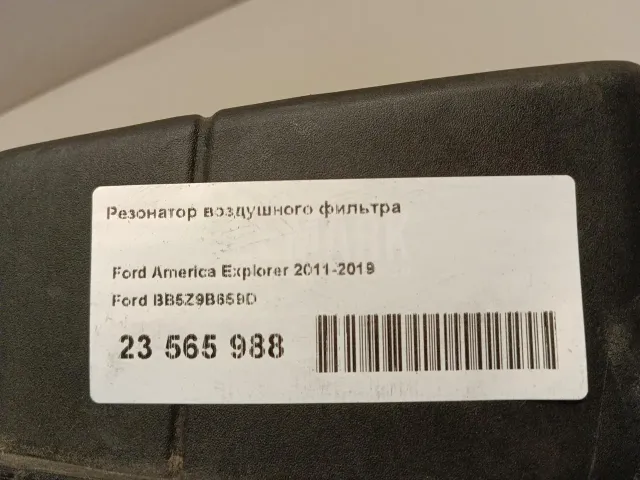 Резонатор воздушного фильтра
Ford America Explorer 2011-2019
Ford BB5Z9B659D
23 565 988